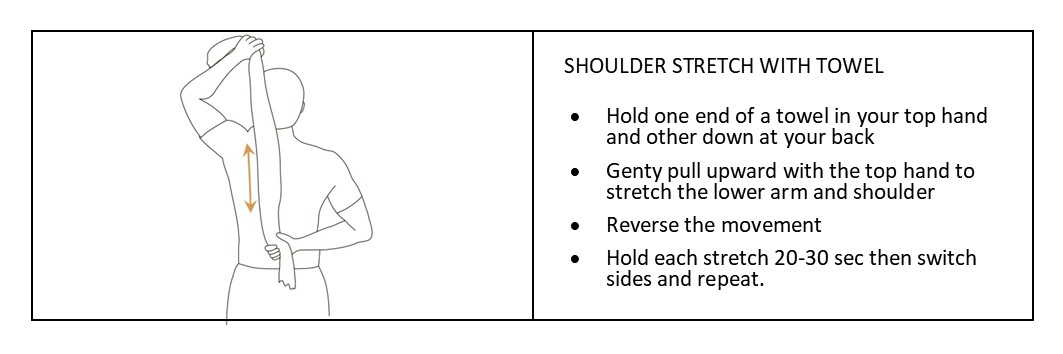 SHOULDER STRETCH WITH TOWEL
• Hold one end of a towel in your top hand
and other down at your back
• Genty pull upward with the top hand to
stretch the lower arm and shoulder
• Reverse the movement
• Hold each stretch 20-30 sec then switch
sides and repeat.